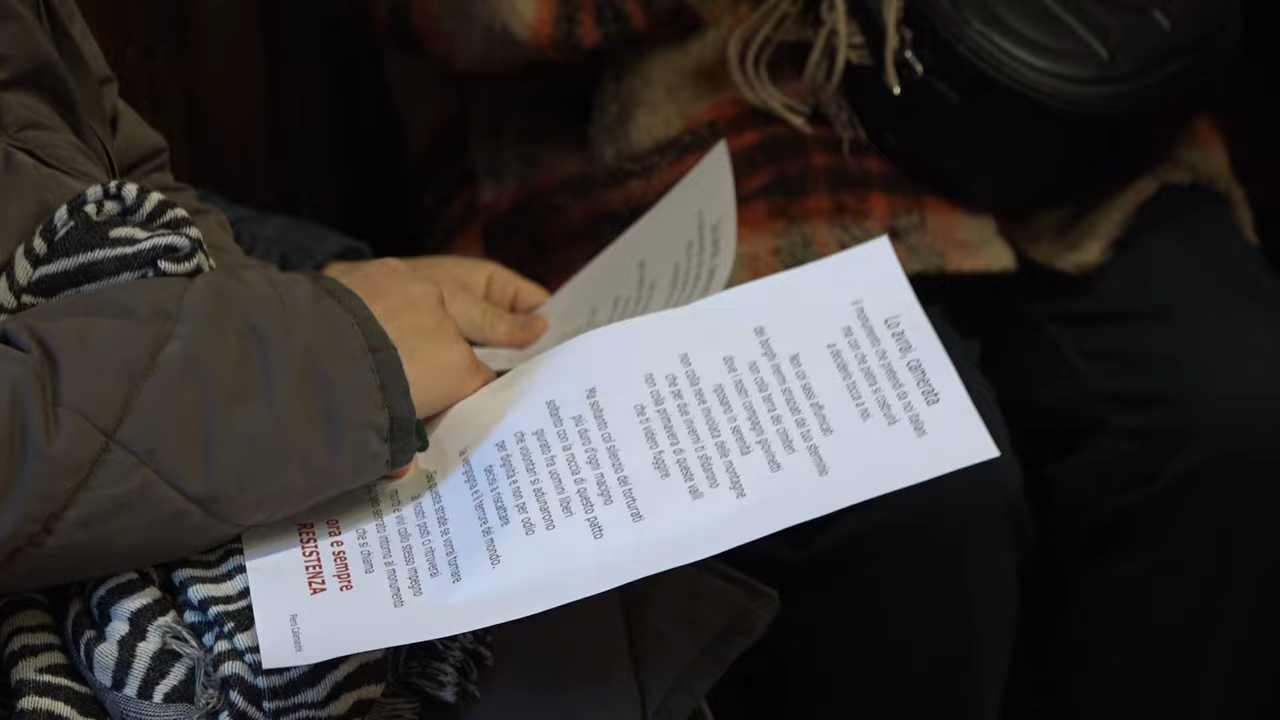 Lo avrai, camerata
il monumento che pretendi da noi italiani
ma con che pietra si costruirà
a deciderlo tocca a noi.
Non coi sassi affumicati
dei borghi inermi straziati dal tuo sterminio
non colla terra dei cimiteri
dove i nostri compagni giovinetti
riposano in serenità
non colla neve inviolata delle montagne
che per due inverni ti sfidarono
non colla primavera di queste valli
che ti videro fuggire.
Ma soltanto col silenzio dei torturati
più duro d'ogni macigno
soltanto con la roccia di questo patto
giurato fra uomini liberi
che volontari si adunarono
per dignità e non per odio
decisi a riscattare
la vergogna e il terrore del mondo.
Su queste strade se vorrai tornare
ai nostri posti ci ritroverai
morti e vivi collo stesso impegno
popolo serrato intorno al monumento
che si chiama
ora e sempre
RESISTENZA
Piero Calamandrei